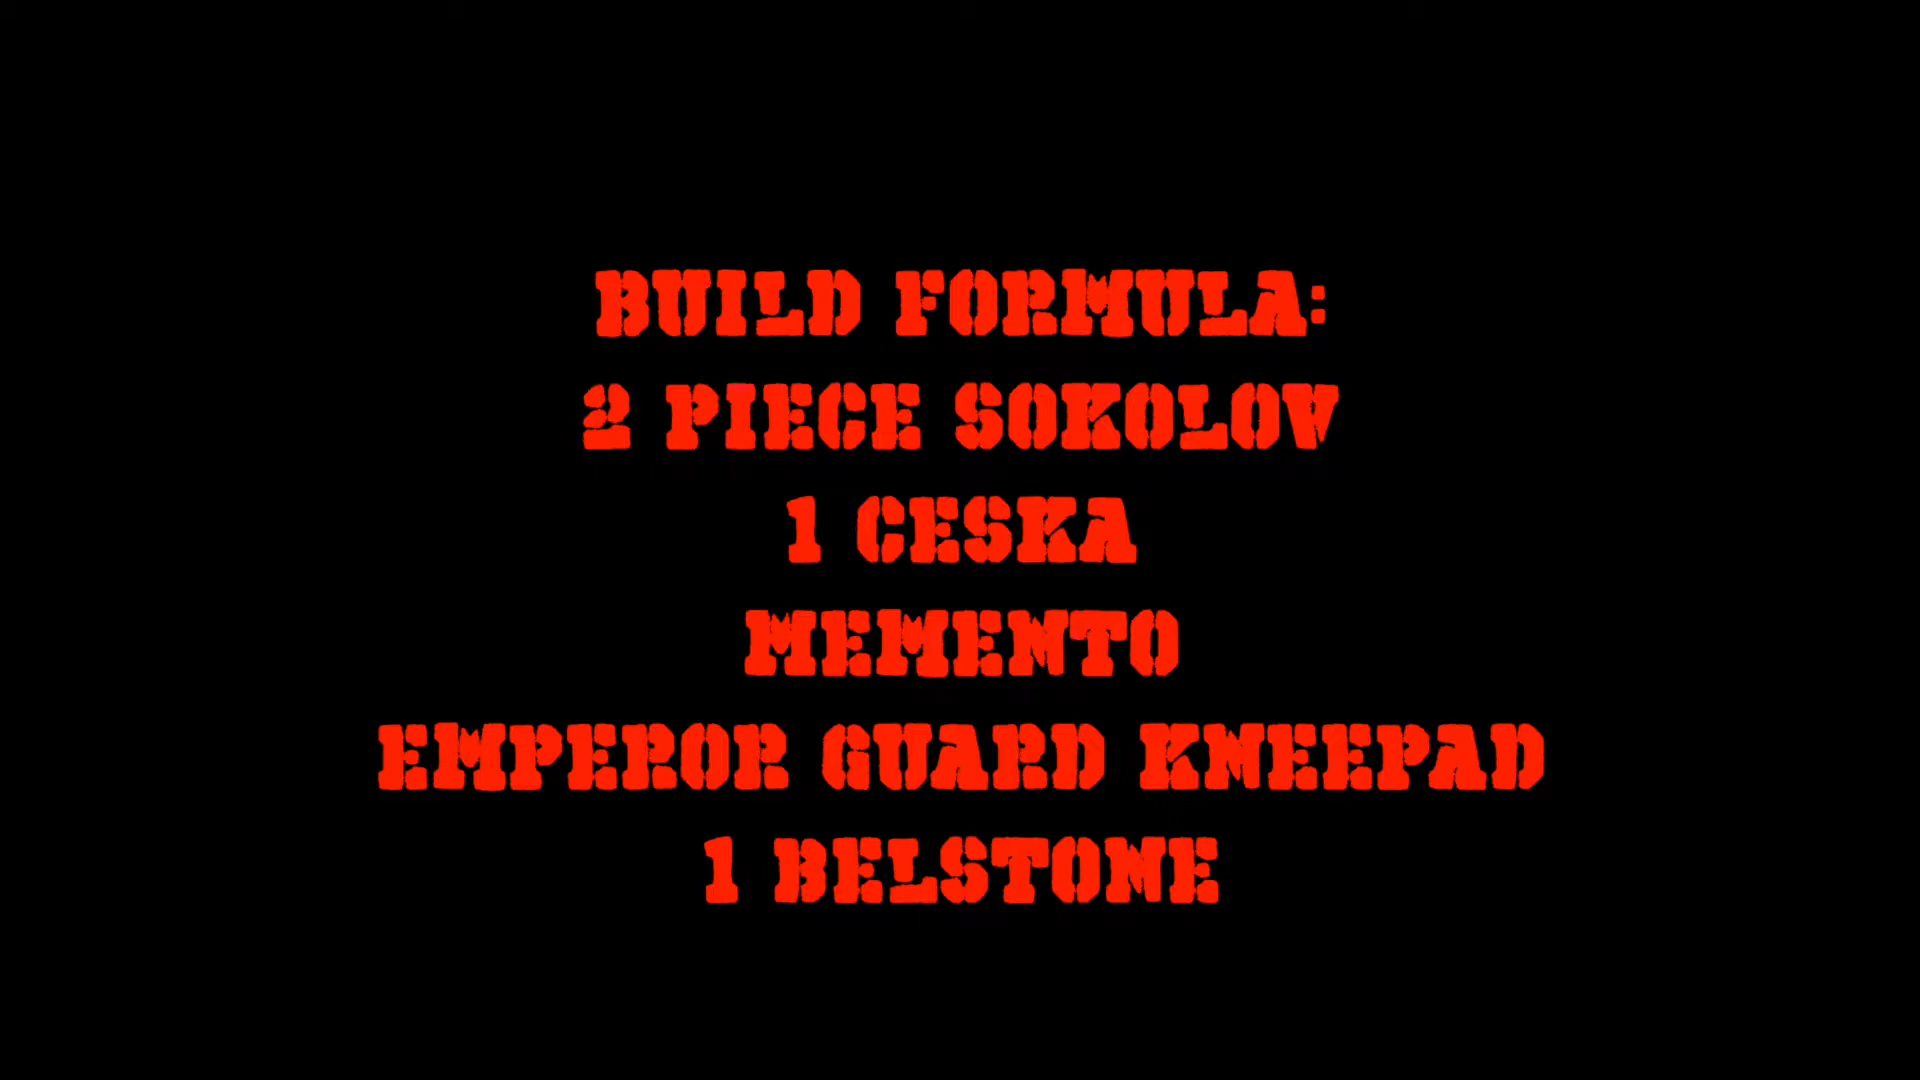 BUILD FORMULA:
2 PIECE SOKOLOV
1 CESKA
MEMENTO
EMPEROR GUARD KNEEPAD
1 BELSTONE